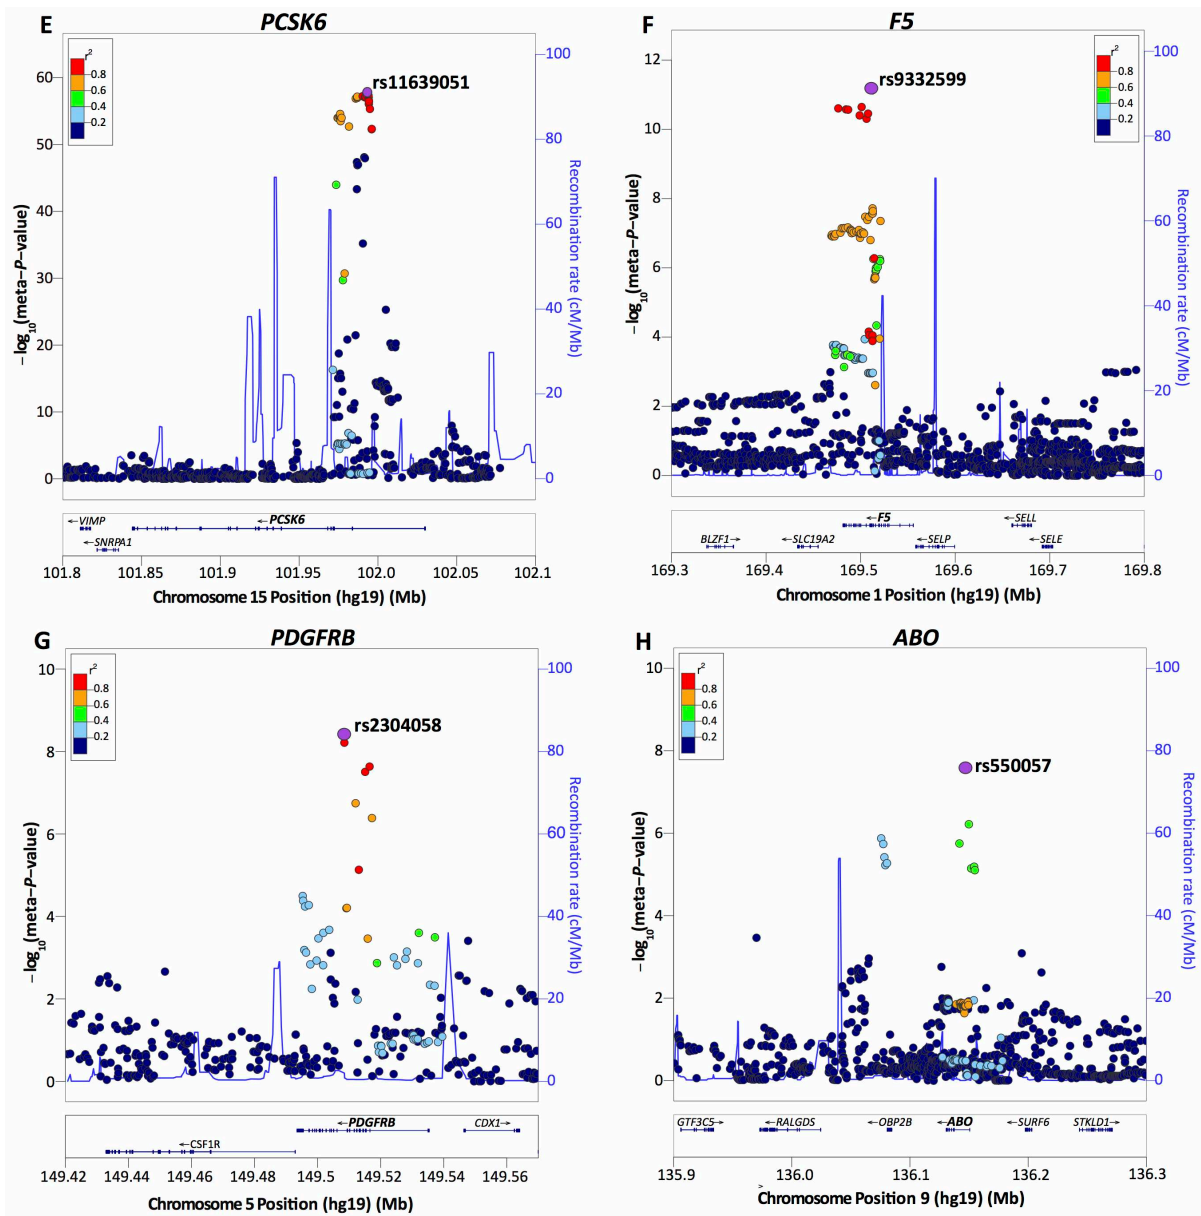 E
PCSK6
r²
0.8
0.6
0.4
0.2
rs11639051
60
50
40
30
20
10
0
100
80
60
40
20
0
−log10(meta−P−value)
Recombination rate (cM/Mb)
←VIMP
←PCSK6
←SNRPA1
101.8 101.85 101.9 101.95 102.0 102.05 102.1
Chromosome 15 Position (hg19) (Mb)
F
F5
r²
0.8
0.6
0.4
0.2
rs9332599
12
10
8
6
4
2
0
100
80
60
40
20
0
−log10(meta−P−value)
Recombination rate (cM/Mb)
←F5 ←SELL
BLZF1→ ←SLC19A2 ←SELP ←SELE
169.3 169.4 169.5 169.6 169.7 169.8
Chromosome 1 Position (hg19) (Mb)
G
PDGFRB
r²
0.8
0.6
0.4
0.2
rs2304058
10
8
6
4
2
0
100
80
60
40
20
0
−log10(meta−P−value)
Recombination rate (cM/Mb)
←PDGFRB CDX1→
←CSF1R
149.42 149.44 149.46 149.48 149.5 149.52 149.54 149.56
Chromosome 5 Position (hg19) (Mb)
H
ABO
r²
0.8
0.6
0.4
0.2
rs550057
10
8
6
4
2
0
100
80
60
40
20
0
−log10(meta−P−value)
Recombination rate (cM/Mb)
GTF3C5→ ←RALGDS ←OBP2B ←ABO ←SURF6 STKLD1→
135.9 136.0 136.1 136.2 136.3
>
Chromosome Position 9 (hg19) (Mb)